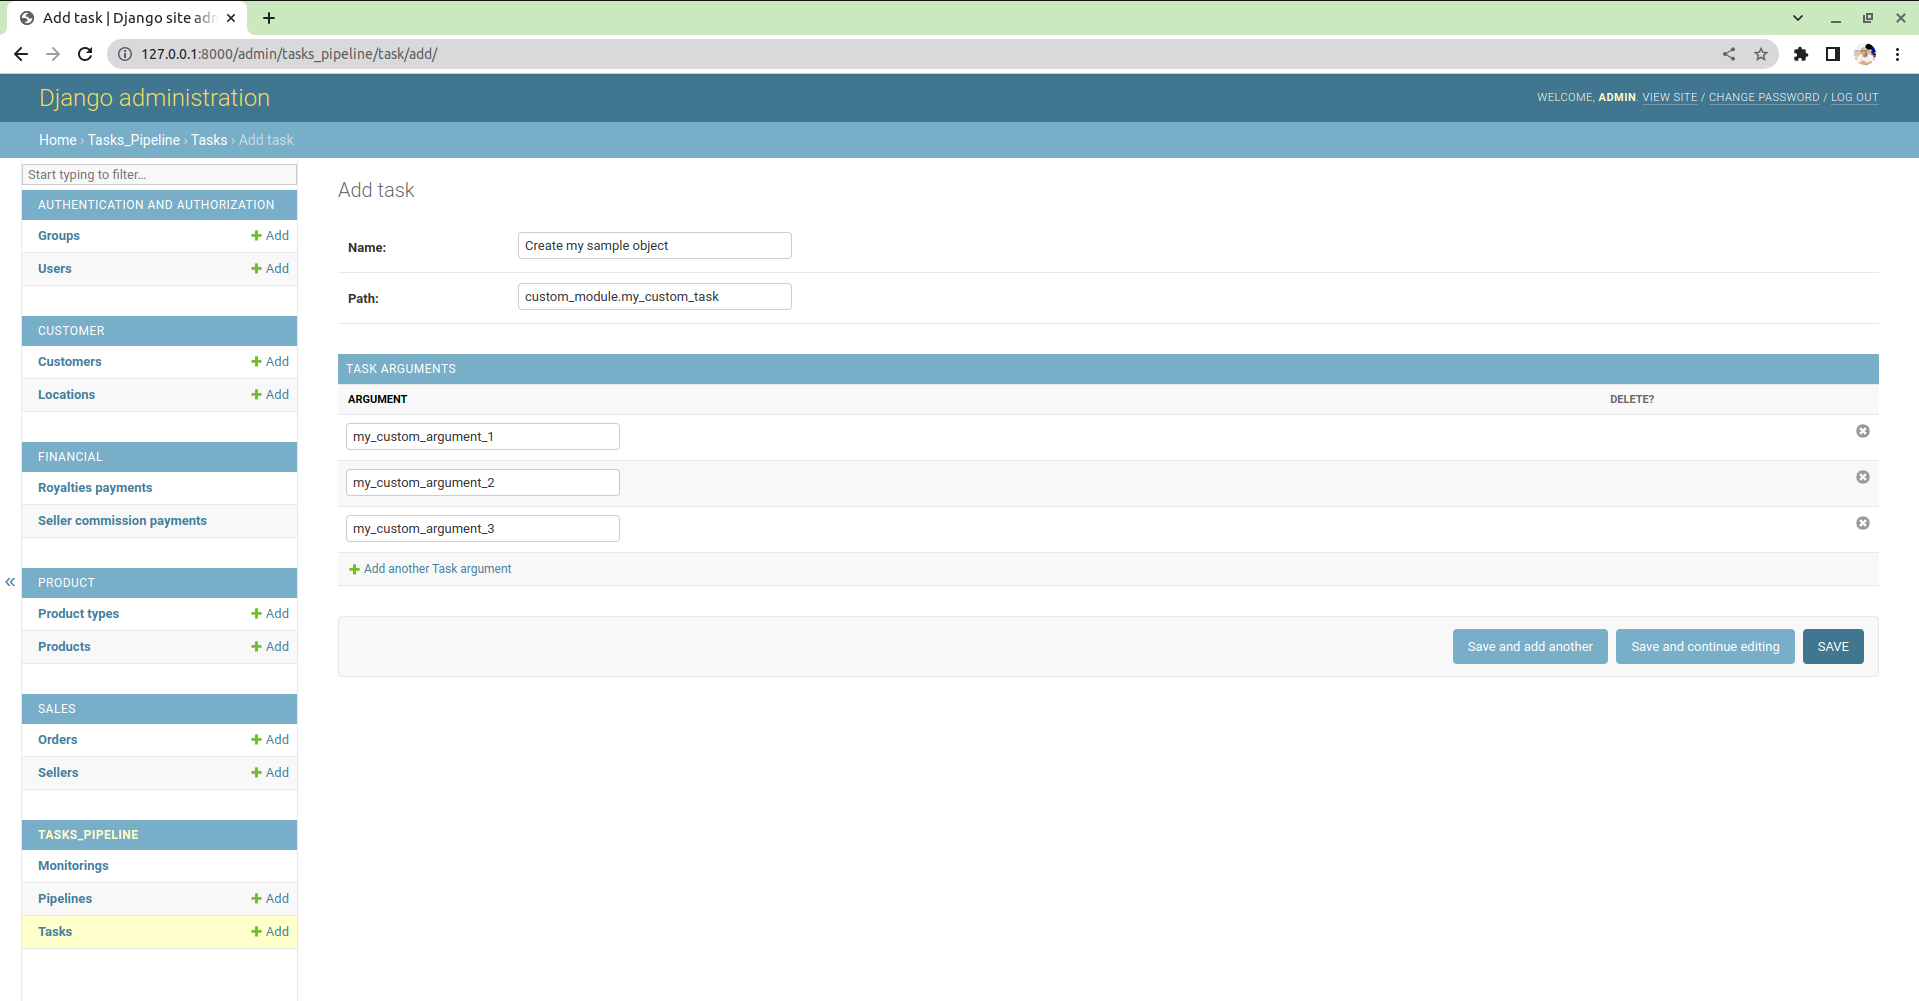 Add task | Django site adm
127.0.0.1:8000/admin/tasks_pipeline/task/add/
Django administration
WELCOME, ADMIN. VIEW SITE / CHANGE PASSWORD / LOG OUT
Home › Tasks_Pipeline › Tasks › Add task
Start typing to filter...
AUTHENTICATION AND AUTHORIZATION
Groups Add
Users Add
CUSTOMER
Customers Add
Locations Add
FINANCIAL
Royalties payments
Seller commission payments
«
PRODUCT
Product types Add
Products Add
SALES
Orders Add
Sellers Add
TASKS_PIPELINE
Monitorings
Pipelines Add
Tasks Add
Add task
Name: Create my sample object
Path: custom_module.my_custom_task
TASK ARGUMENTS
ARGUMENT DELETE?
my_custom_argument_1
my_custom_argument_2
my_custom_argument_3
Add another Task argument
Save and add another Save and continue editing SAVE